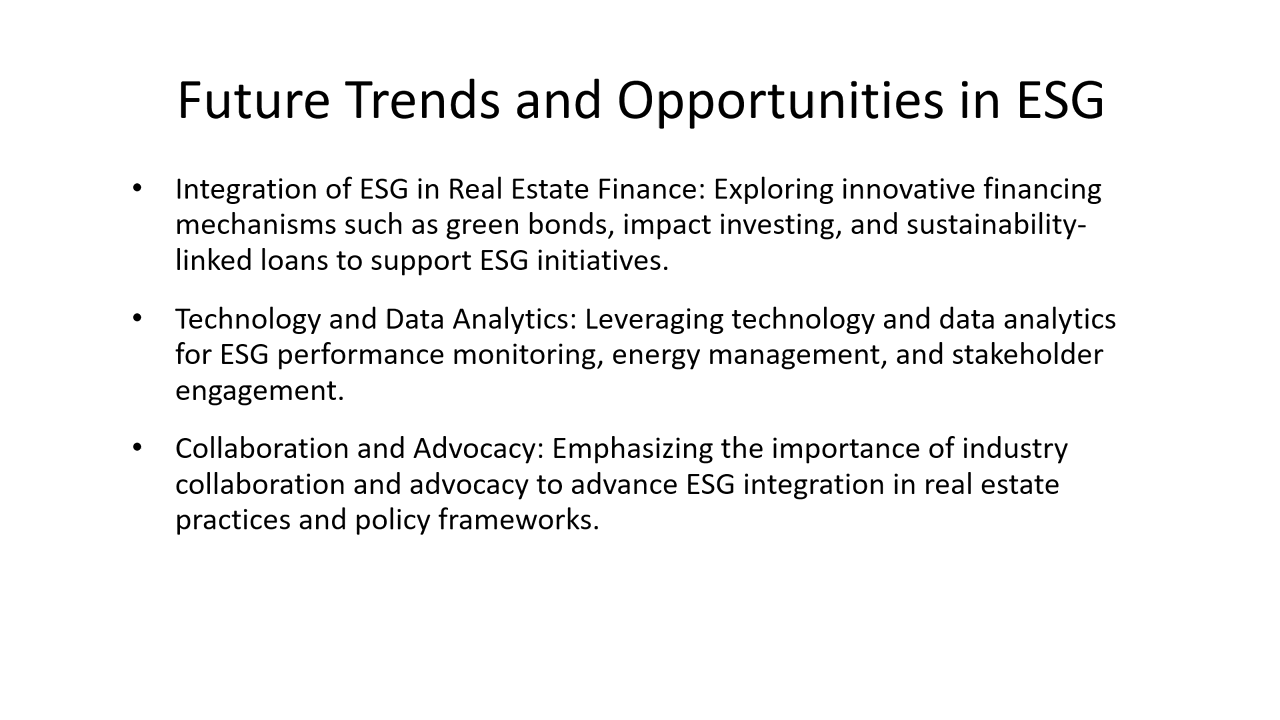 Future Trends and Opportunities in ESG
• Integration of ESG in Real Estate Finance: Exploring innovative financing
mechanisms such as green bonds, impact investing, and sustainability-
linked loans to support ESG initiatives.
• Technology and Data Analytics: Leveraging technology and data analytics
for ESG performance monitoring, energy management, and stakeholder
engagement.
• Collaboration and Advocacy: Emphasizing the importance of industry
collaboration and advocacy to advance ESG integration in real estate
practices and policy frameworks.